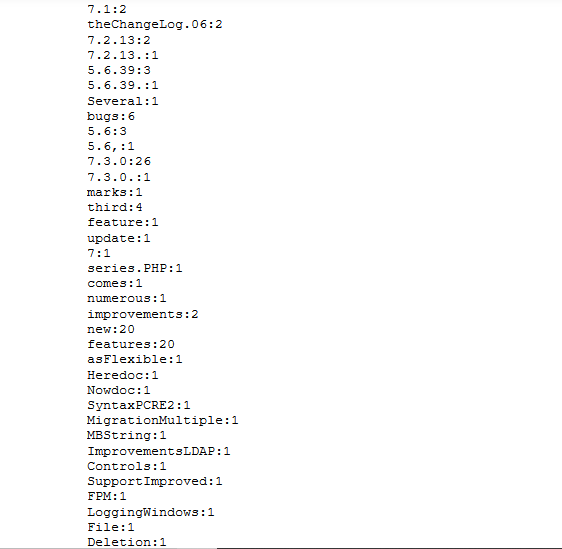 7.1:2
theChangeLog.06:2
7.2.13:2
7.2.13.:1
5.6.39:3
5.6.39.:1
Several:1
bugs:6
5.6:3
5.6,:1
7.3.0:26
7.3.0.:1
marks:1
third:4
feature:1
update:1
7:1
series.PHP:1
comes:1
numerous:1
improvements:2
new:20
features:20
asFlexible:1
Heredoc:1
Nowdoc:1
SyntaxPCRE2:1
MigrationMultiple:1
MBString:1
ImprovementsLDAP:1
Controls:1
SupportImproved:1
FPM:1
LoggingWindows:1
File:1
Deletion:1